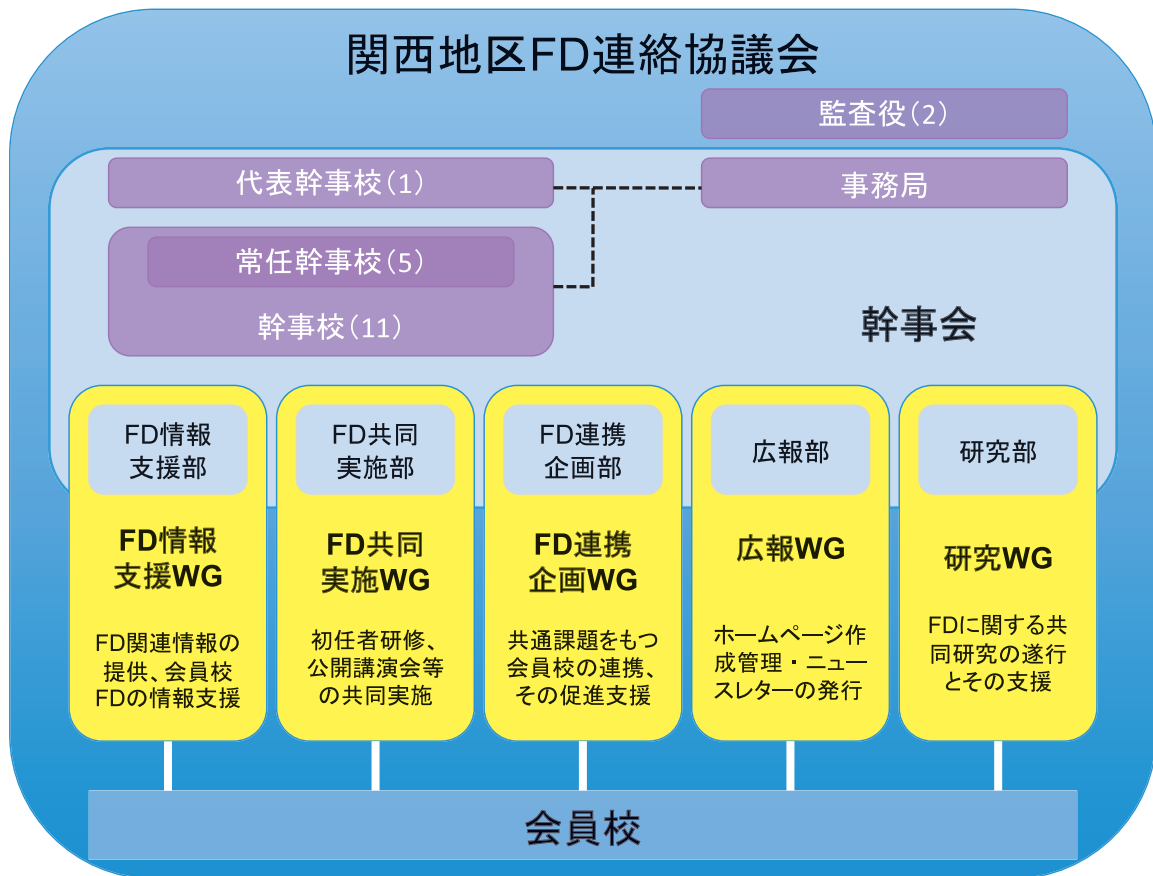 関西地区FD連絡協議会
監査役（2）
代表幹事校（1）
事務局
常任幹事校（5）
幹事校（11）
幹事会
FD情報
支援部
FD情報
支援WG
FD関連情報の
提供、会員校
FDの情報支援
FD共同
実施部
FD共同
実施WG
初任者研修、
公開講演会等
の共同実施
FD連携
企画部
FD連携
企画WG
共通課題をもつ
会員校の連携、
その促進支援
広報部
広報WG
ホームページ作
成管理・ニュー
スレターの発行
研究部
研究WG
FDに関する共
同研究の遂行
とその支援
会員校